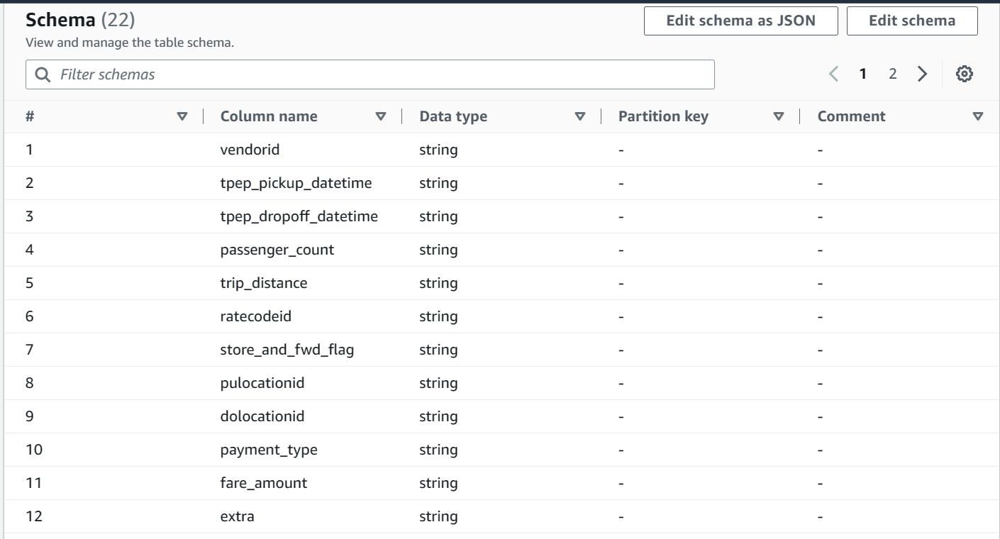 Schema (22)
Edit schema as JSON
Edit schema
View and manage the table schema.
Filter schemas
1 2
# Column name Data type Partition key Comment
1 vendorid string - -
2 tpep_pickup_datetime string - -
3 tpep_dropoff_datetime string - -
4 passenger_count string - -
5 trip_distance string - -
6 ratecodeid string - -
7 store_and_fwd_flag string - -
8 pulocationid string - -
9 dolocationid string - -
10 payment_type string - -
11 fare_amount string - -
12 extra string - -